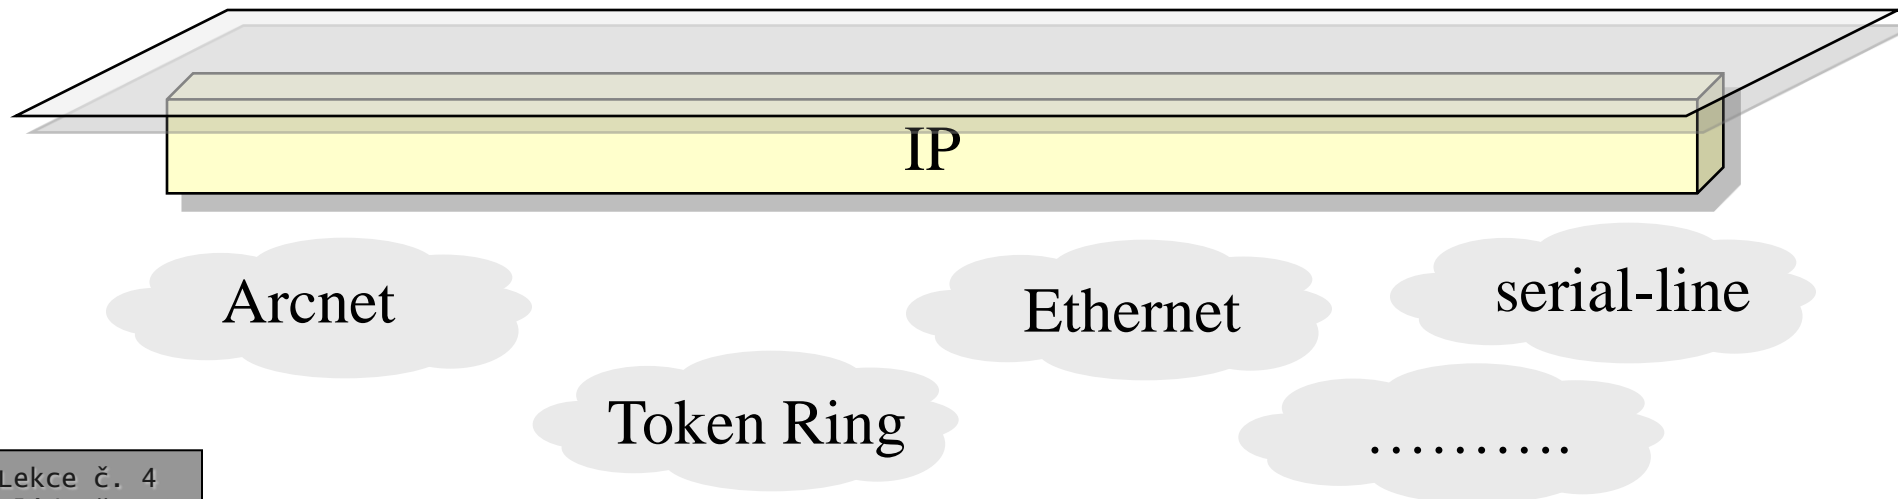 IP
Arcnet
Ethernet
serial-line
Token Ring
……….
Lekce č. 4